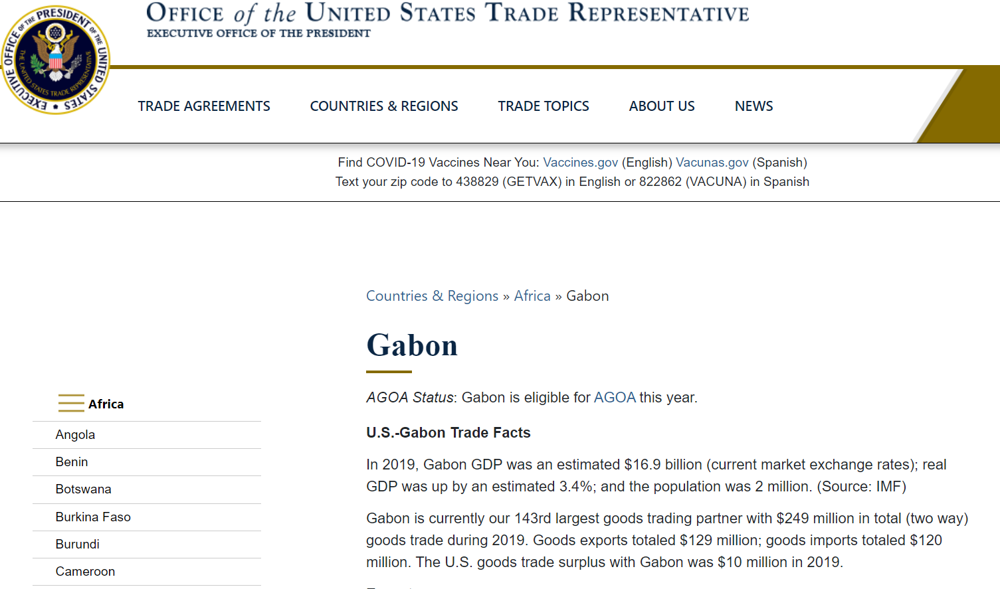 OFFICE of the UNITED STATES TRADE REPRESENTATIVE
EXECUTIVE OFFICE OF THE PRESIDENT
EXECUTIVE OFFICE OF THE PRESIDENT OF THE UNITED STATES
THE UNITED STATES TRADE REPRESENTATIVE
TRADE AGREEMENTS COUNTRIES & REGIONS TRADE TOPICS ABOUT US NEWS
Find COVID-19 Vaccines Near You: Vaccines.gov (English) Vacunas.gov (Spanish)
Text your zip code to 438829 (GETVAX) in English or 822862 (VACUNA) in Spanish
Countries & Regions » Africa » Gabon
Gabon
AGOA Status: Gabon is eligible for AGOA this year.
U.S.-Gabon Trade Facts
In 2019, Gabon GDP was an estimated $16.9 billion (current market exchange rates); real
GDP was up by an estimated 3.4%; and the population was 2 million. (Source: IMF)
Gabon is currently our 143rd largest goods trading partner with $249 million in total (two way)
goods trade during 2019. Goods exports totaled $129 million; goods imports totaled $120
million. The U.S. goods trade surplus with Gabon was $10 million in 2019.
Africa
Angola
Benin
Botswana
Burkina Faso
Burundi
Cameroon